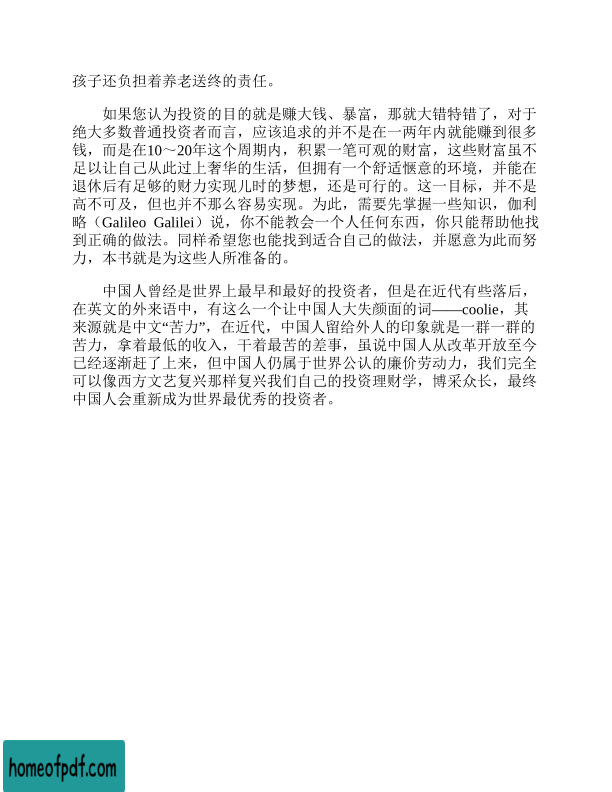 孩子还负担着养老送终的责任。
如果您认为投资的目的就是赚大钱、暴富，那就大错特错了，对于
绝大多数普通投资者而言，应该追求的并不是在一两年内就能赚到很多
钱，而是在10～20年这个周期内，积累一笔可观的财富，这些财富虽不
足以让自己从此过上奢华的生活，但拥有一个舒适惬意的环境，并能在
退休后有足够的财力实现儿时的梦想，还是可行的。这一目标，并不是
高不可及，但也并不那么容易实现。为此，需要先掌握一些知识，伽利
略（Galileo Galilei）说，你不能教会一个人任何东西，你只能帮助他找
到正确的做法。同样希望您也能找到适合自己的做法，并愿意为此而努
力，本书就是为这些人所准备的。
中国人曾经是世界上最早和最好的投资者，但是在近代有些落后，
在英文的外来语中，有这么一个让中国人大失颜面的词——coolie，其
来源就是中文“苦力”，在近代，中国人留给外人的印象就是一群一群的
苦力，拿着最低的收入，干着最苦的差事，虽说中国人从改革开放至今
已经逐渐赶了上来，但中国人仍属于世界公认的廉价劳动力，我们完全
可以像西方文艺复兴那样复兴我们自己的投资理财学，博采众长，最终
中国人会重新成为世界最优秀的投资者。
homeofpdf.com